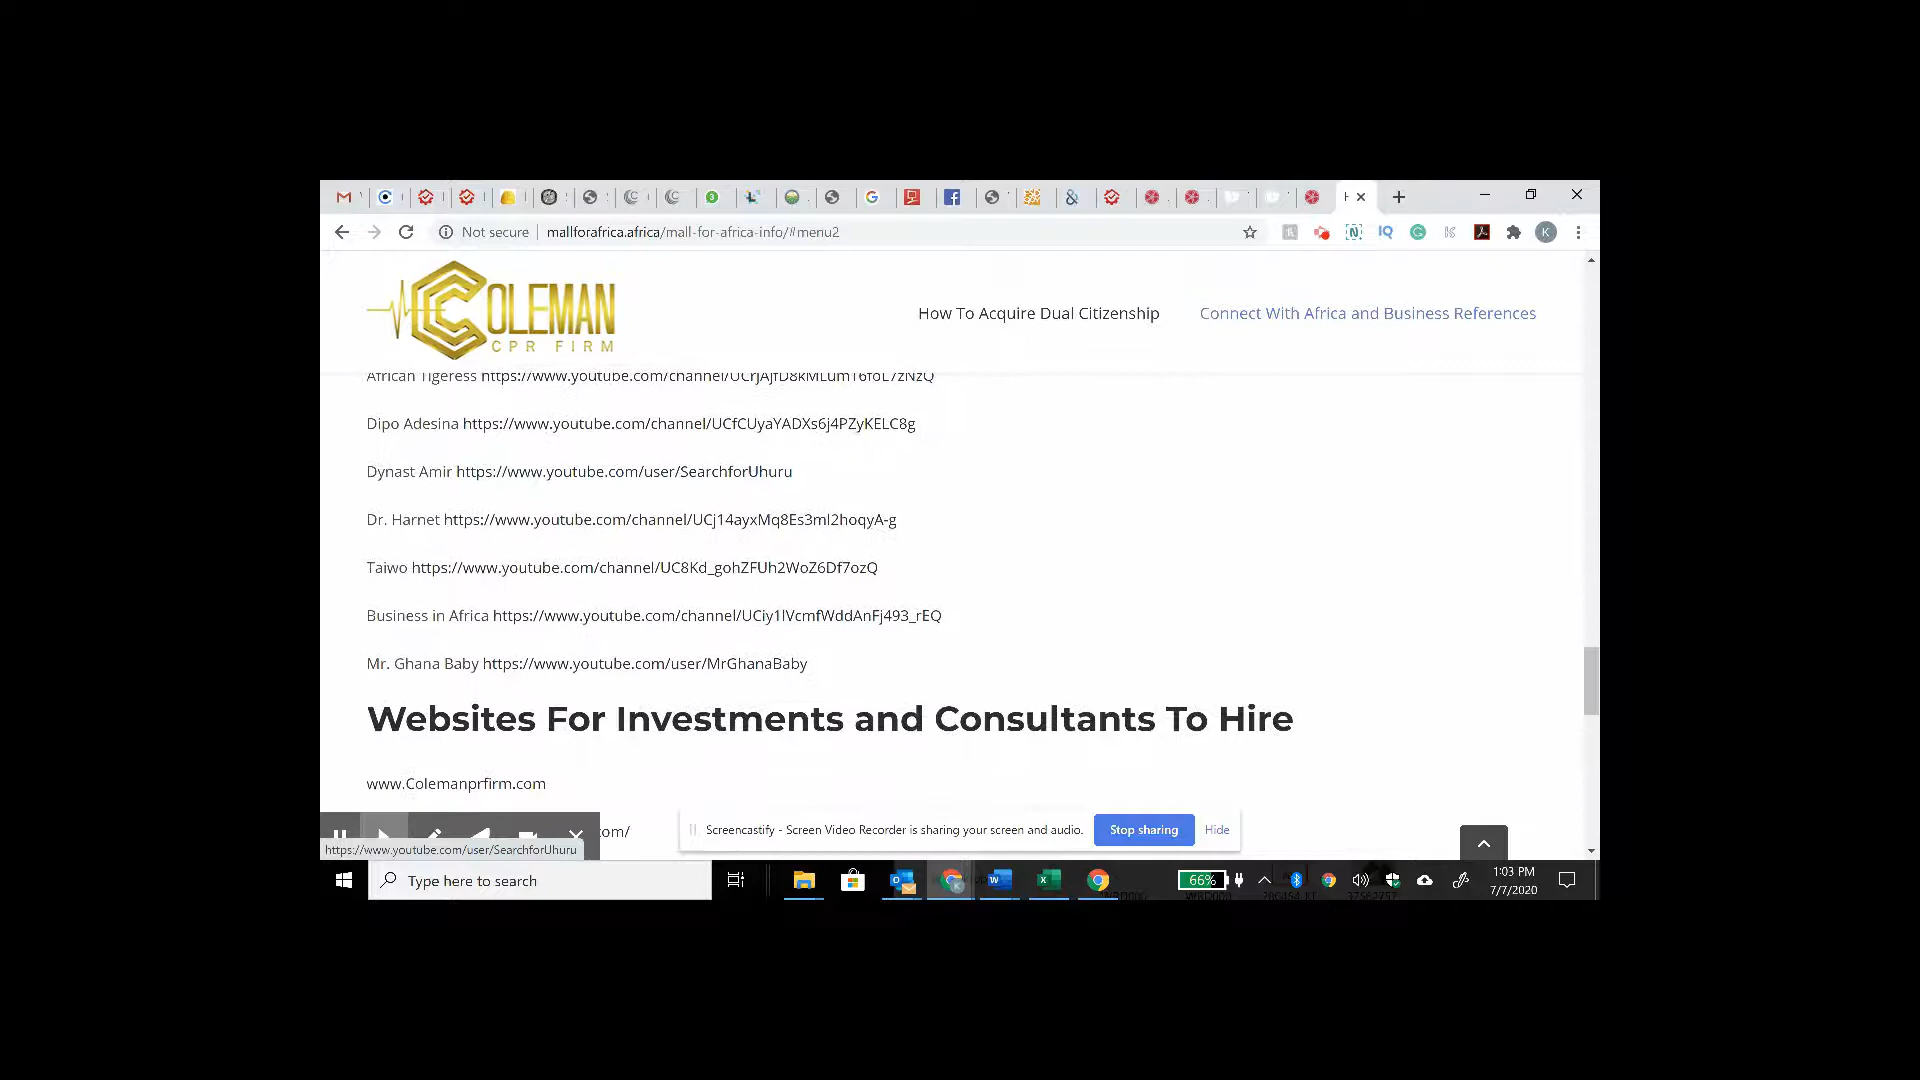 Not secure
mallforafrica.africa/mall-for-africa-info/#menu2
COLEMAN
CPR FIRM
How To Acquire Dual Citizenship
Connect With Africa and Business References
African Tigeress
Dipo Adesina https://www.youtube.com/channel/UCfCUyaYADXs6j4PZyKELC8g
Dynast Amir https://www.youtube.com/user/SearchforUhuru
Dr. Harnet https://www.youtube.com/channel/UCj14ayxMq8Es3ml2hoqyA-g
Taiwo https://www.youtube.com/channel/UC8Kd_gohZFUh2WoZ6Df7ozQ
Business in Africa https://www.youtube.com/channel/UCiy1lVcmfWddAnFj493_rEQ
Mr. Ghana Baby https://www.youtube.com/user/MrGhanaBaby
Websites For Investments and Consultants To Hire
www.Colemanprfirm.com
com/
Screencastify - Screen Video Recorder is sharing your screen and audio.
Stop sharing
Hide
https://www.youtube.com/user/SearchforUhuru
Type here to search
66%
1:03 PM
7/7/2020